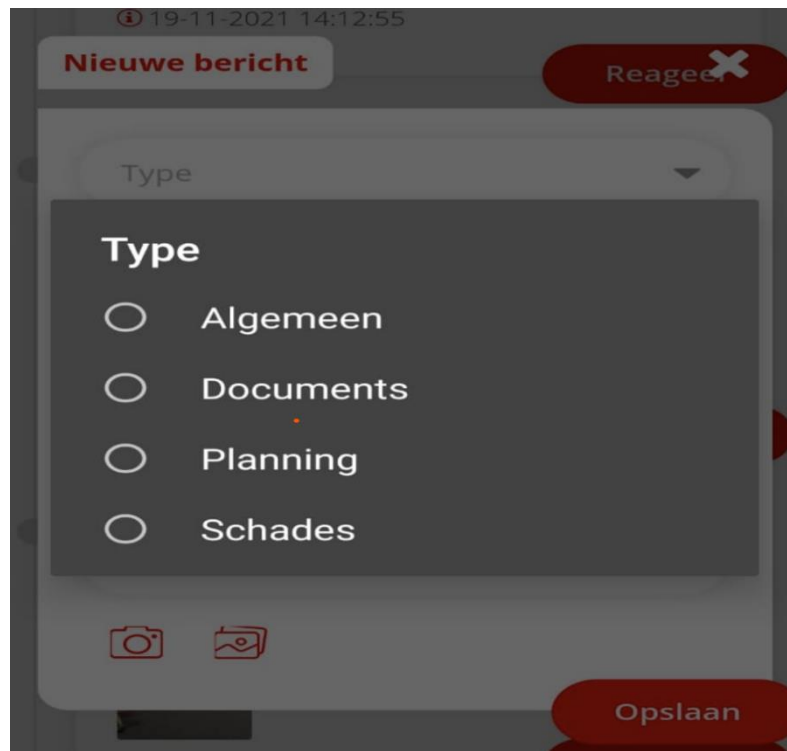 19-11-2021 14:12:55
Nieuwe bericht
Reageer
Type
Type
Algemeen
Documents
Planning
Schades
Opslaan